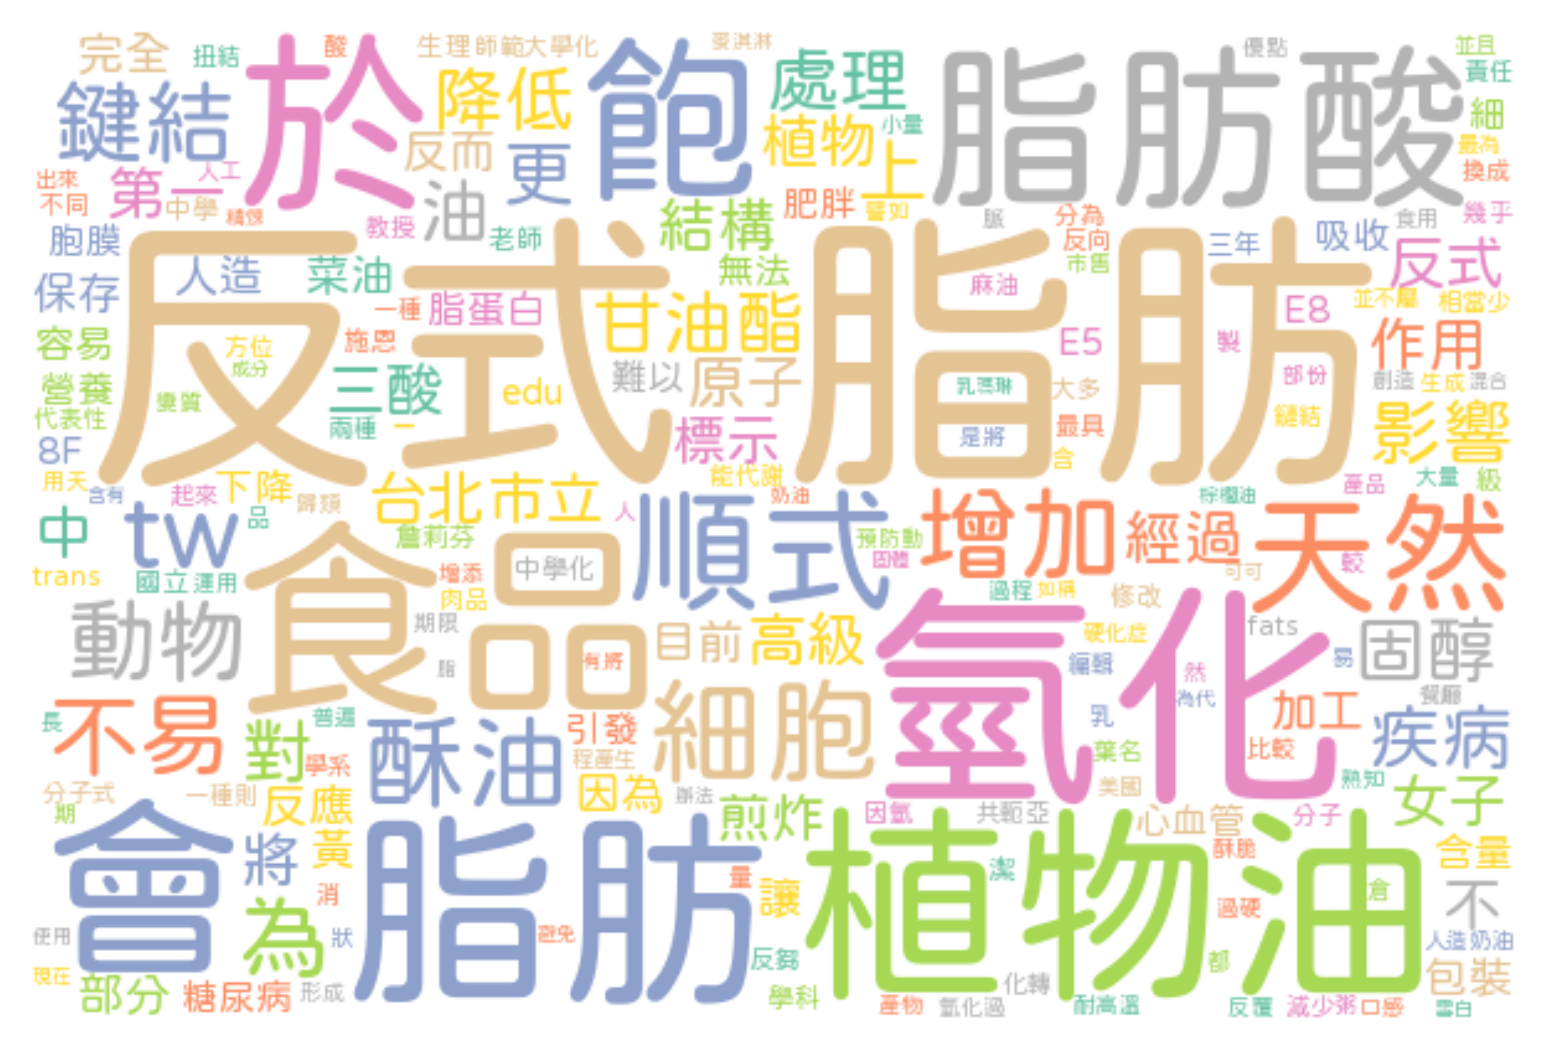 完全
扭結
酸
生理
師範大學化
麥淇淋
優點
並且
責任
鍵結
於
降低
飽
處理
脂肪酸
細
反而
更
植物
小量
上
最為
換成
出來
不同
第一
人工
中學
精煉
油
教授
老師
結構
肥胖
譬如
脈
分為
反向
市售
食用
幾乎
胞膜
保存
人造
菜油
反式脂肪
無法
三年
吸收
反式
一種
脂蛋白
甘油酯
麻油
E8
並不屬
相當少
容易
方位
成分
施恩
E5
製
作用
營養
變質
三酸
edu
難以
原子
乳瑪琳
大多
部份
創造
生成
混合
代表性
兩種
一
標示
是將
最具
鏈結
影響
8F
用天
含有
起來
下降
歸類
台北市立
能代謝
含
產品
大量
級
中
tw
品
詹莉芬
人
奶油
順式
預防動
固體
棕櫚油
增加
經過
天然
trans
國立
運用
食品
中學化
增添
肉品
過程
如稱
可可
較
修改
動物
期限
脂
目前
高級
有將
氫化
硬化症
fats
固醇
編輯
然
為代
易
餐廳
長
不易
普遍
對
學系
酥油
引發
細胞
程產生
乳
葉名
加工
比較
疾病
分子式
期
一種則
反應
因為
辦法
煎炸
因氫
共軛亞
美國
心血管
熟知
分子
女子
會
將
黃
脂肪
量
讓
植物油
潔
酥脆
倉
含量
消
為
狀
避免
過硬
不
使用
現在
部分
糖尿病
形成
反芻
學科
產物
氫化過
化轉
耐高溫
都
反覆
減少
粥
口感
人造奶油
包裝
雪白